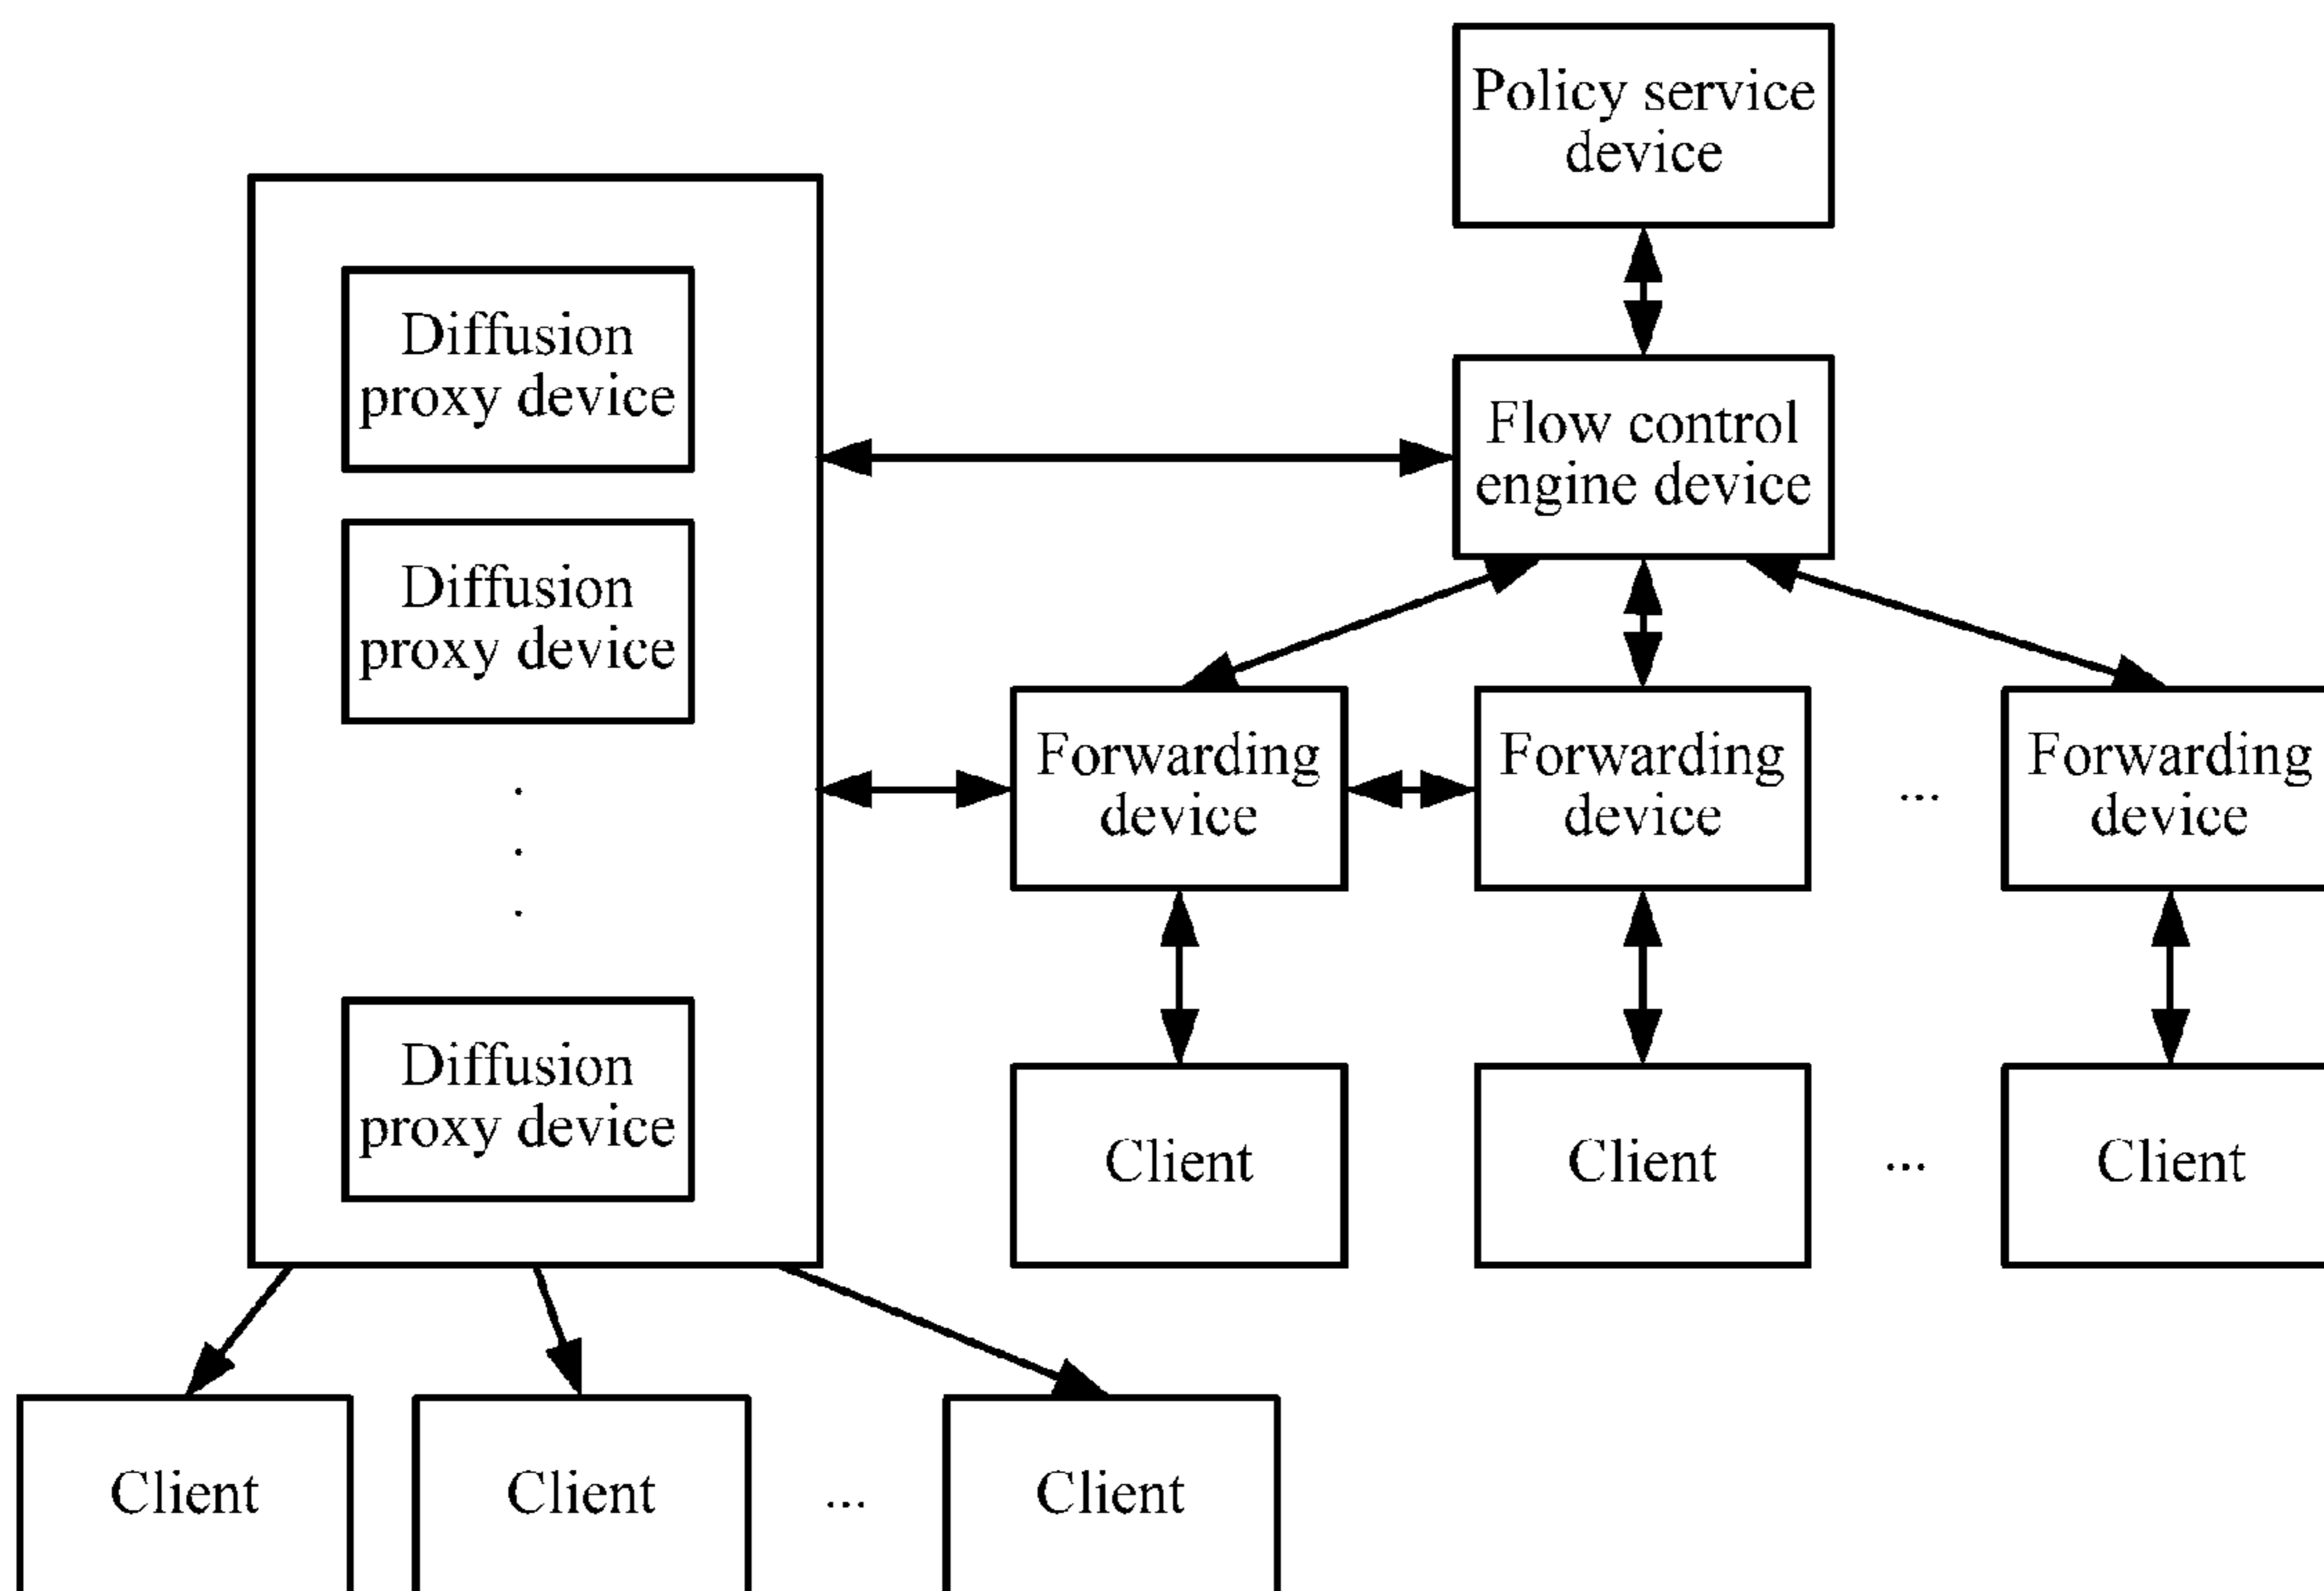 Policy service
device
Diffusion
proxy device
Flow control
engine device
Diffusion
proxy device
.
.
.
Forwarding
device
Forwarding
device
...
Forwarding
device
Diffusion
proxy device
Client
Client
...
Client
Client
Client
...
Client